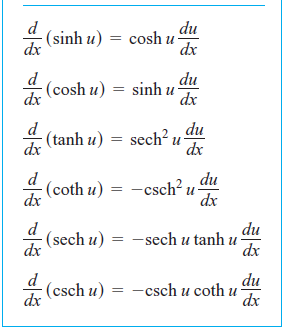 d/dx (sinh u) = cosh u du/dx
d/dx (cosh u) = sinh u du/dx
d/dx (tanh u) = sech² u du/dx
d/dx (coth u) = −csch² u du/dx
d/dx (sech u) = −sech u tanh u du/dx
d/dx (csch u) = −csch u coth u du/dx